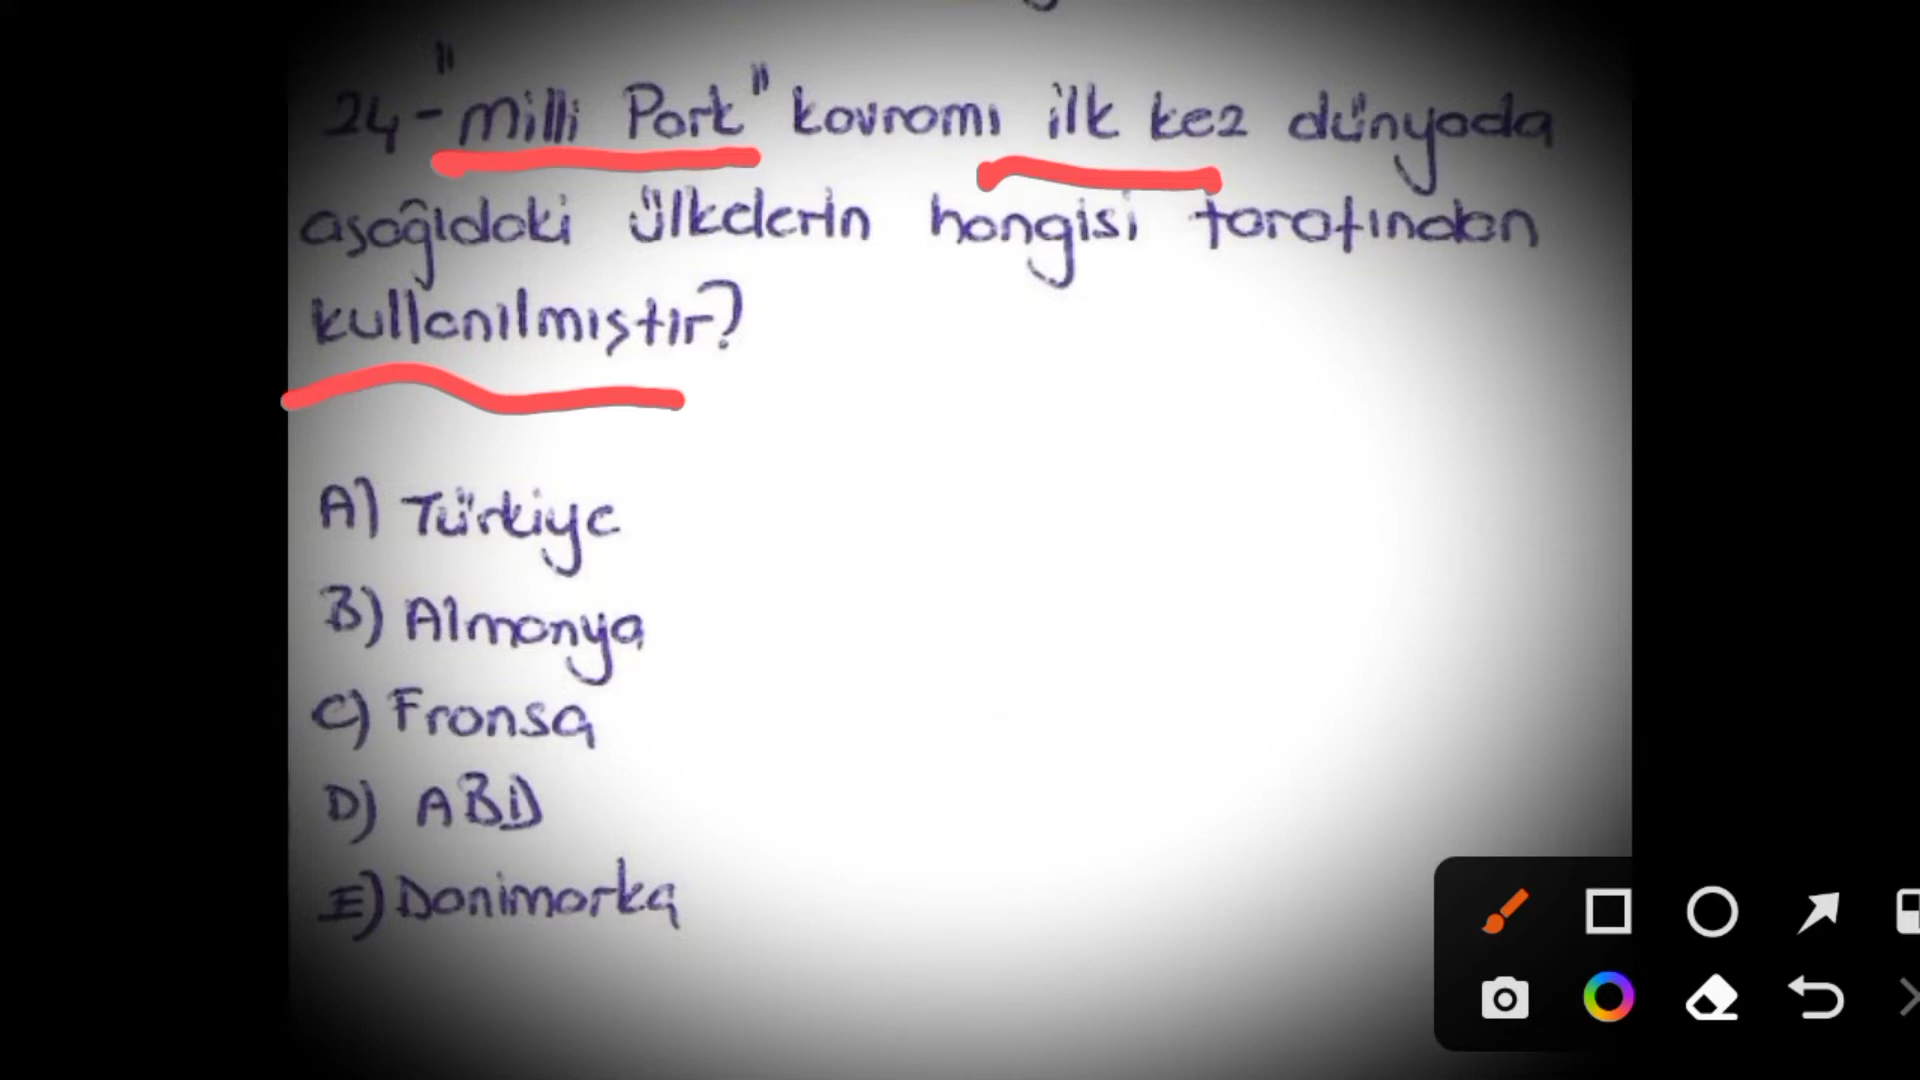 24-"Milli Park" kavramı ilk kez dünyada
aşağıdaki ülkelerin hangisi tarafından
kullanılmıştır?
A) Türkiye
B) Almanya
C) Fransa
D) ABD
E) Danimarka